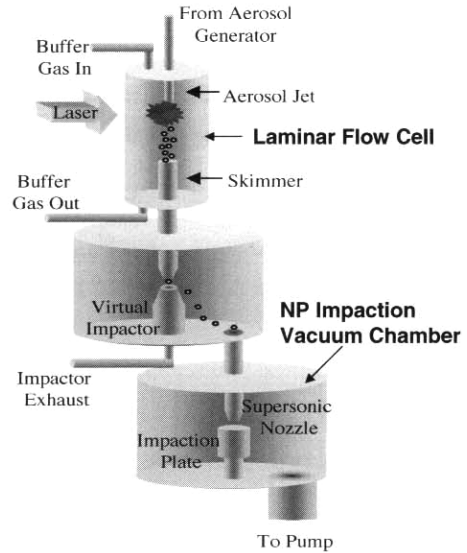 From Aerosol
Generator
Buffer
Gas In
Aerosol Jet
Laser
Laminar Flow Cell
Skimmer
Buffer
Gas Out
Virtual
Impactor
NP Impaction
Vacuum Chamber
Impactor
Exhaust
Supersonic
Nozzle
Impaction
Plate
To Pump